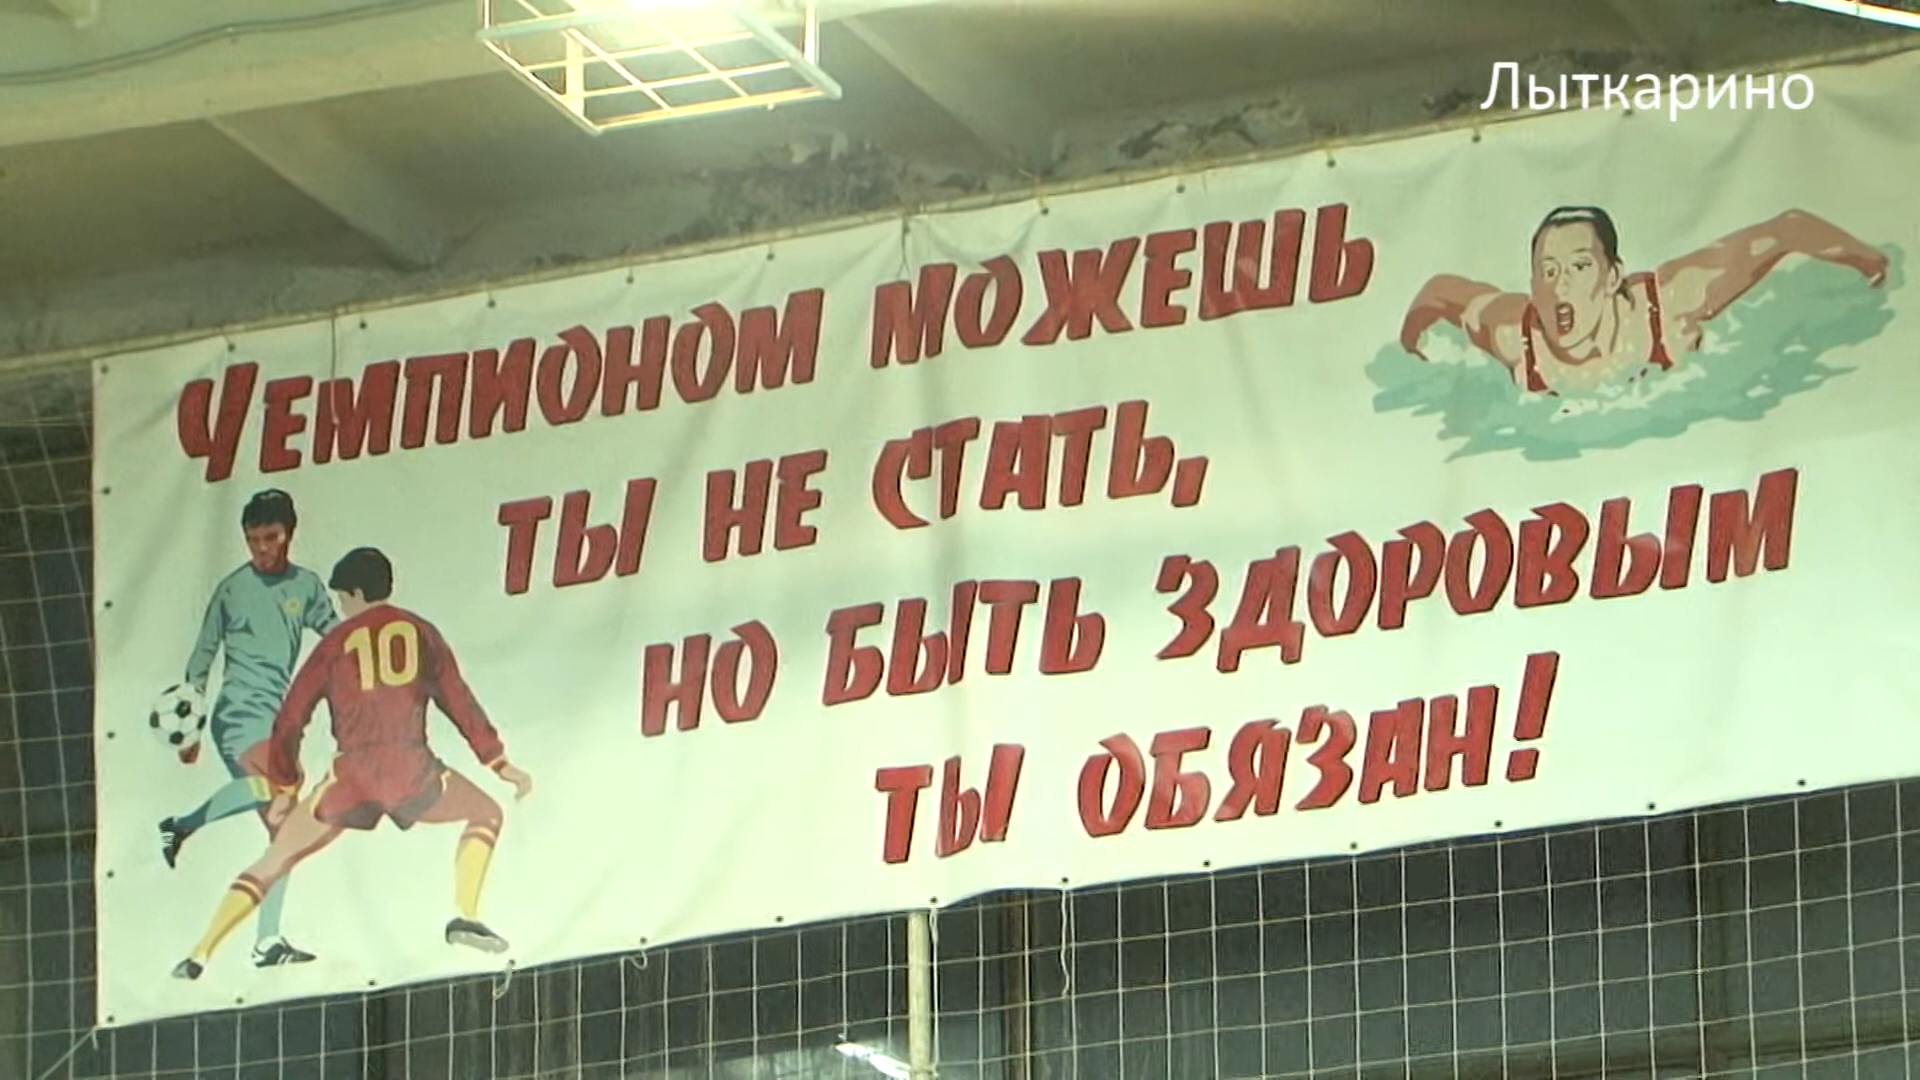 Лыткарино
Чемпионом можешь
ты не стать,
но быть здоровым
ты обязан!
10